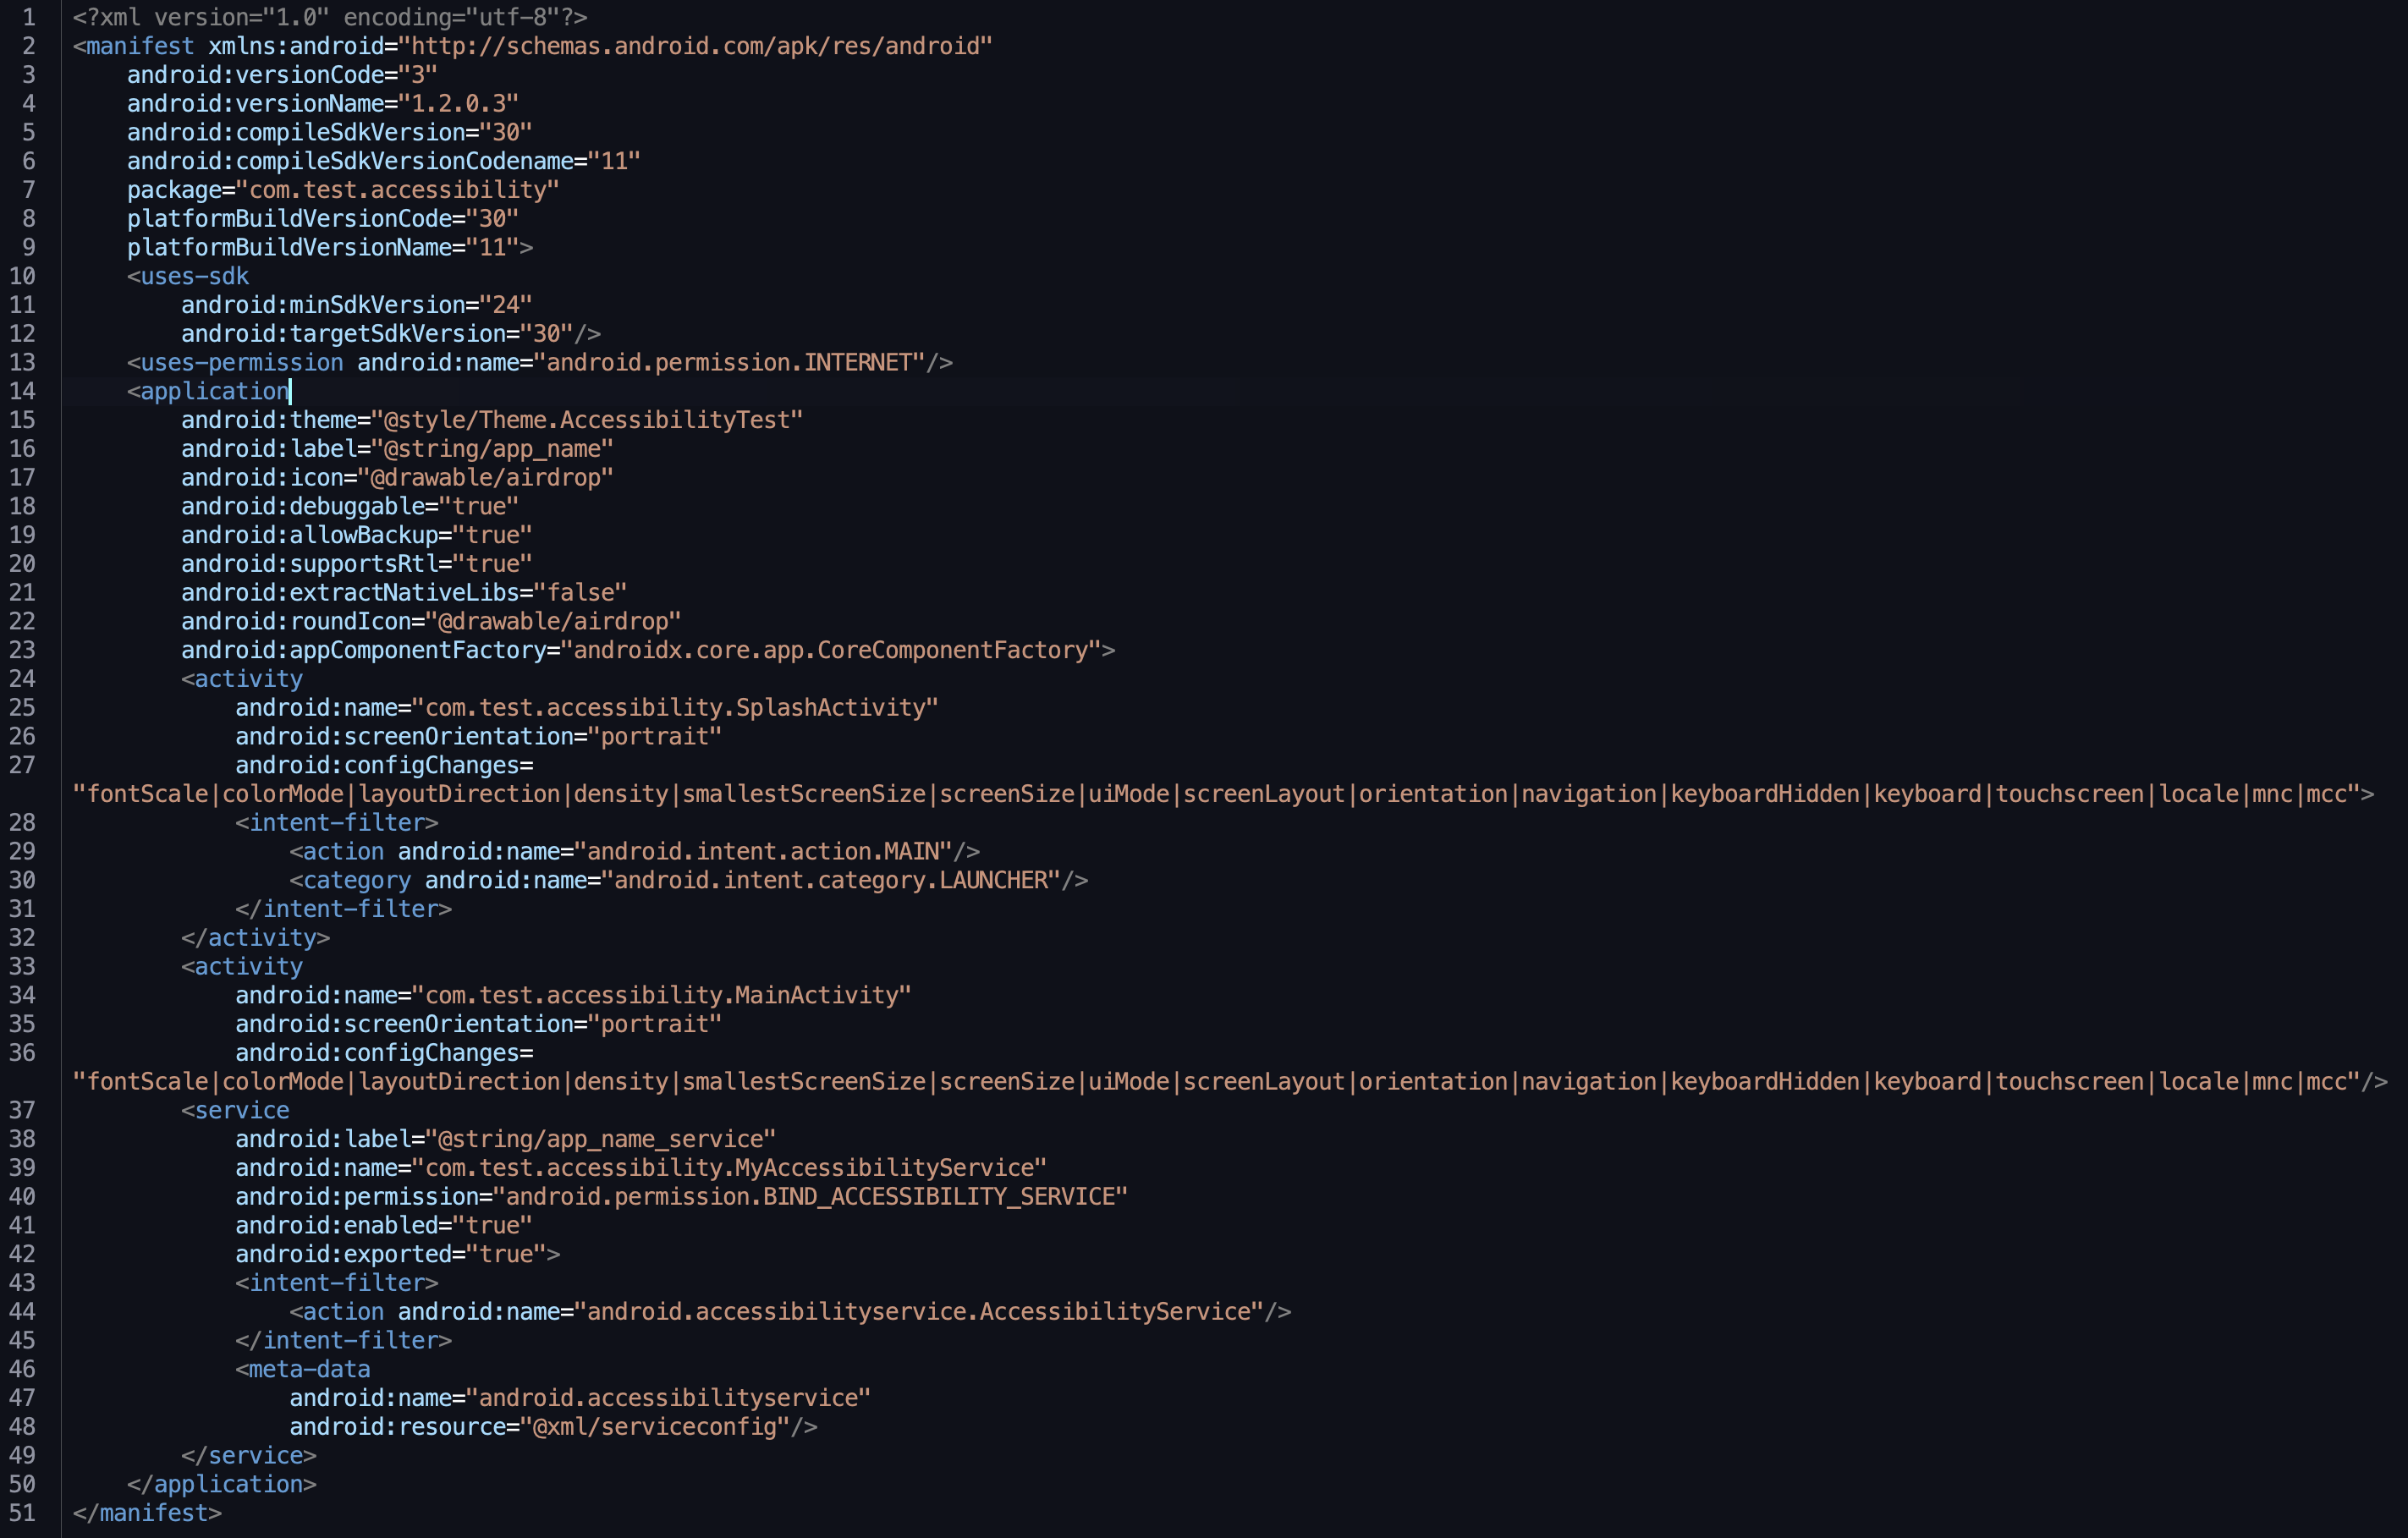 1 <?xml version="1.0" encoding="utf-8"?>
2 <manifest xmlns:android="http://schemas.android.com/apk/res/android"
3     android:versionCode="3"
4     android:versionName="1.2.0.3"
5     android:compileSdkVersion="30"
6     android:compileSdkVersionCodename="11"
7     package="com.test.accessibility"
8     platformBuildVersionCode="30"
9     platformBuildVersionName="11">
10     <uses-sdk
11         android:minSdkVersion="24"
12         android:targetSdkVersion="30"/>
13     <uses-permission android:name="android.permission.INTERNET"/>
14     <application
15         android:theme="@style/Theme.AccessibilityTest"
16         android:label="@string/app_name"
17         android:icon="@drawable/airdrop"
18         android:debuggable="true"
19         android:allowBackup="true"
20         android:supportsRtl="true"
21         android:extractNativeLibs="false"
22         android:roundIcon="@drawable/airdrop"
23         android:appComponentFactory="androidx.core.app.CoreComponentFactory">
24         <activity
25             android:name="com.test.accessibility.SplashActivity"
26             android:screenOrientation="portrait"
27             android:configChanges=
"fontScale|colorMode|layoutDirection|density|smallestScreenSize|screenSize|uiMode|screenLayout|orientation|navigation|keyboardHidden|keyboard|touchscreen|locale|mnc|mcc">
28             <intent-filter>
29                 <action android:name="android.intent.action.MAIN"/>
30                 <category android:name="android.intent.category.LAUNCHER"/>
31             </intent-filter>
32         </activity>
33         <activity
34             android:name="com.test.accessibility.MainActivity"
35             android:screenOrientation="portrait"
36             android:configChanges=
"fontScale|colorMode|layoutDirection|density|smallestScreenSize|screenSize|uiMode|screenLayout|orientation|navigation|keyboardHidden|keyboard|touchscreen|locale|mnc|mcc"/>
37         <service
38             android:label="@string/app_name_service"
39             android:name="com.test.accessibility.MyAccessibilityService"
40             android:permission="android.permission.BIND_ACCESSIBILITY_SERVICE"
41             android:enabled="true"
42             android:exported="true">
43             <intent-filter>
44                 <action android:name="android.accessibilityservice.AccessibilityService"/>
45             </intent-filter>
46             <meta-data
47                 android:name="android.accessibilityservice"
48                 android:resource="@xml/serviceconfig"/>
49         </service>
50     </application>
51 </manifest>